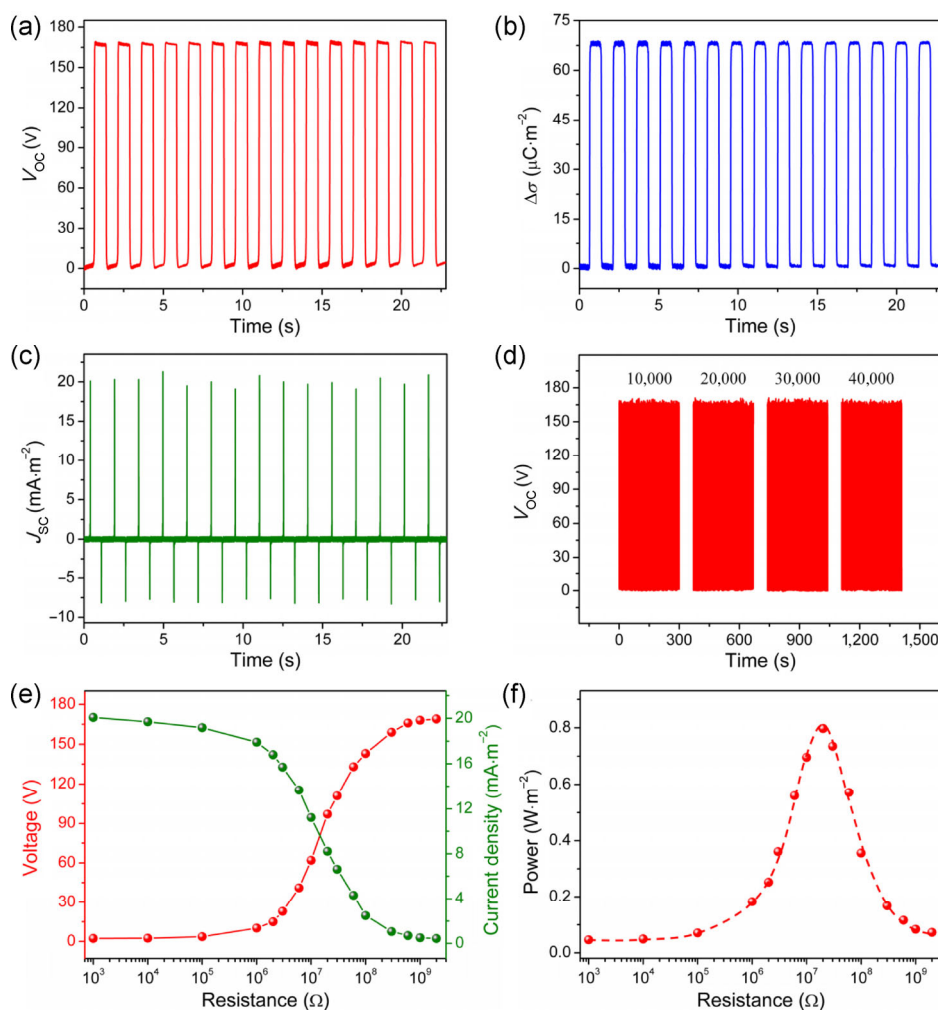 (a)
180
150
120
90
60
30
0
V_OC (V)
0 5 10 15 20
Time (s)
(b)
75
60
45
30
15
0
Δσ (μC·m⁻²)
0 5 10 15 20
Time (s)
(c)
20
15
10
5
0
−5
−10
J_SC (mA·m⁻²)
0 5 10 15 20
Time (s)
(d)
10,000 20,000 30,000 40,000
180
150
120
90
60
30
0
V_OC (V)
0 300 600 900 1,200 1,500
Time (s)
(e)
180
150
120
90
60
30
0
Voltage (V)
20
16
12
8
4
0
Current density (mA·m⁻²)
10³ 10⁴ 10⁵ 10⁶ 10⁷ 10⁸ 10⁹
Resistance (Ω)
(f)
0.8
0.6
0.4
0.2
0.0
Power (W·m⁻²)
10³ 10⁴ 10⁵ 10⁶ 10⁷ 10⁸ 10⁹
Resistance (Ω)